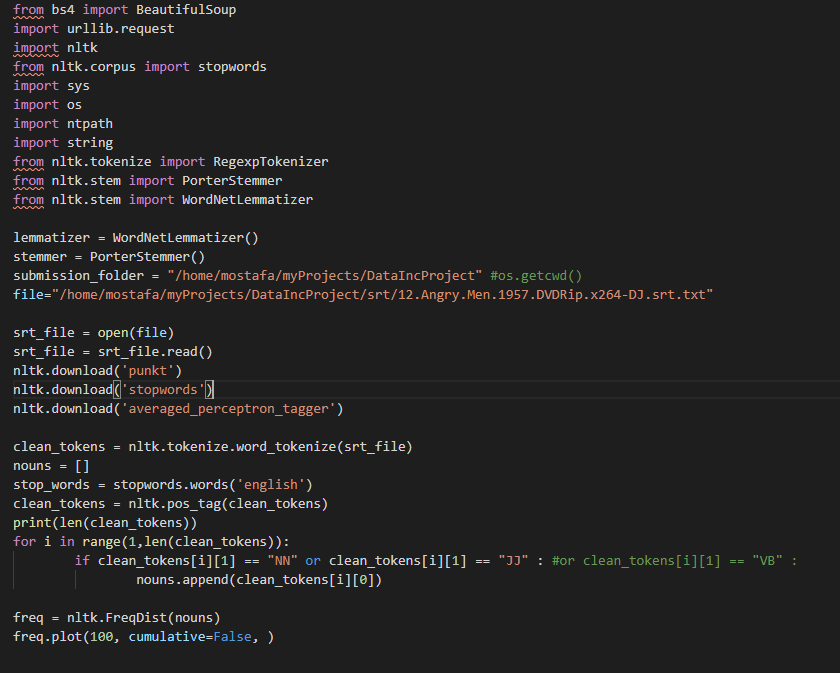 from bs4 import BeautifulSoup
import urllib.request
import nltk
from nltk.corpus import stopwords
import sys
import os
import ntpath
import string
from nltk.tokenize import RegexpTokenizer
from nltk.stem import PorterStemmer
from nltk.stem import WordNetLemmatizer
lemmatizer = WordNetLemmatizer()
stemmer = PorterStemmer()
submission_folder = "/home/mostafa/myProjects/DataIncProject" #os.getcwd()
file="/home/mostafa/myProjects/DataIncProject/srt/12.Angry.Men.1957.DVDRip.x264-DJ.srt.txt"
srt_file = open(file)
srt_file = srt_file.read()
nltk.download('punkt')
nltk.download('stopwords')
nltk.download('averaged_perceptron_tagger')
clean_tokens = nltk.tokenize.word_tokenize(srt_file)
nouns = []
stop_words = stopwords.words('english')
clean_tokens = nltk.pos_tag(clean_tokens)
print(len(clean_tokens))
for i in range(1,len(clean_tokens)):
        if clean_tokens[i][1] == "NN" or clean_tokens[i][1] == "JJ" : #or clean_tokens[i][1] == "VB" :
                nouns.append(clean_tokens[i][0])
freq = nltk.FreqDist(nouns)
freq.plot(100, cumulative=False, )